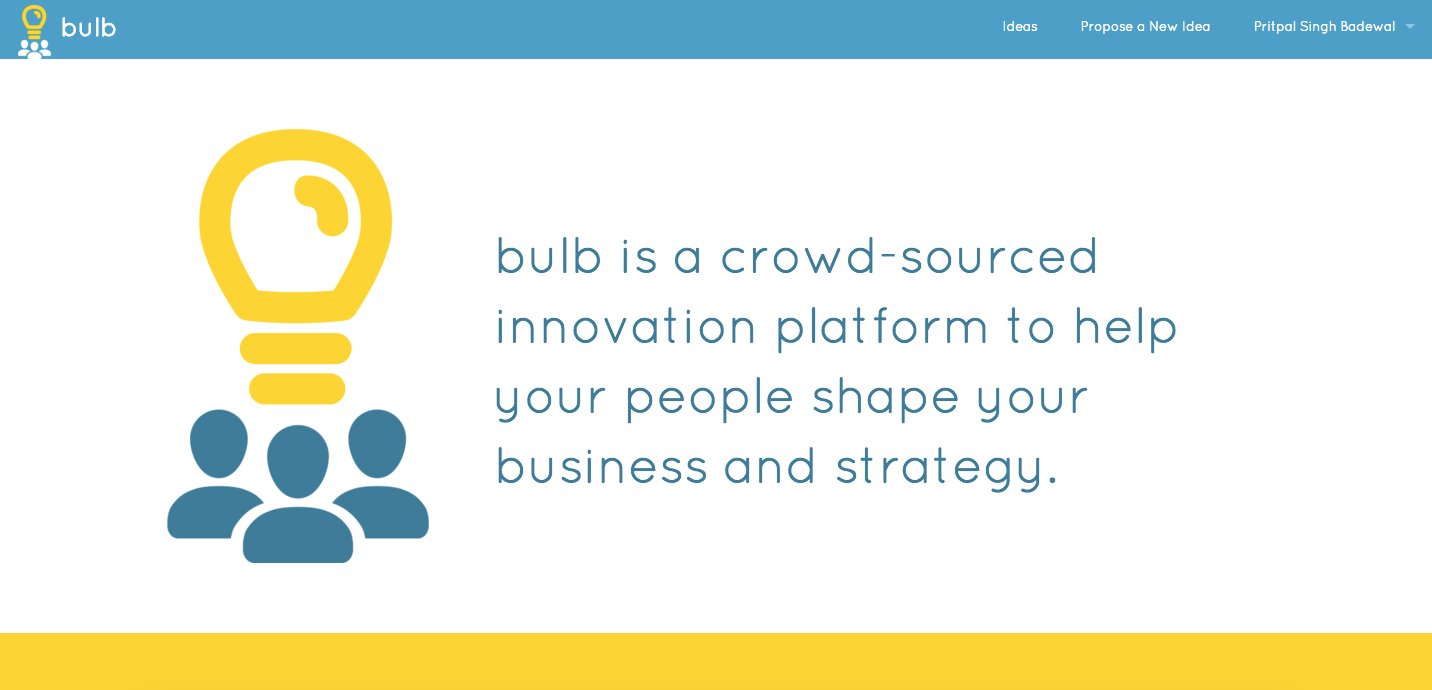 bulb
Ideas
Propose a New Idea
Pritpal Singh Badewal
bulb is a crowd-sourced
innovation platform to help
your people shape your
business and strategy.